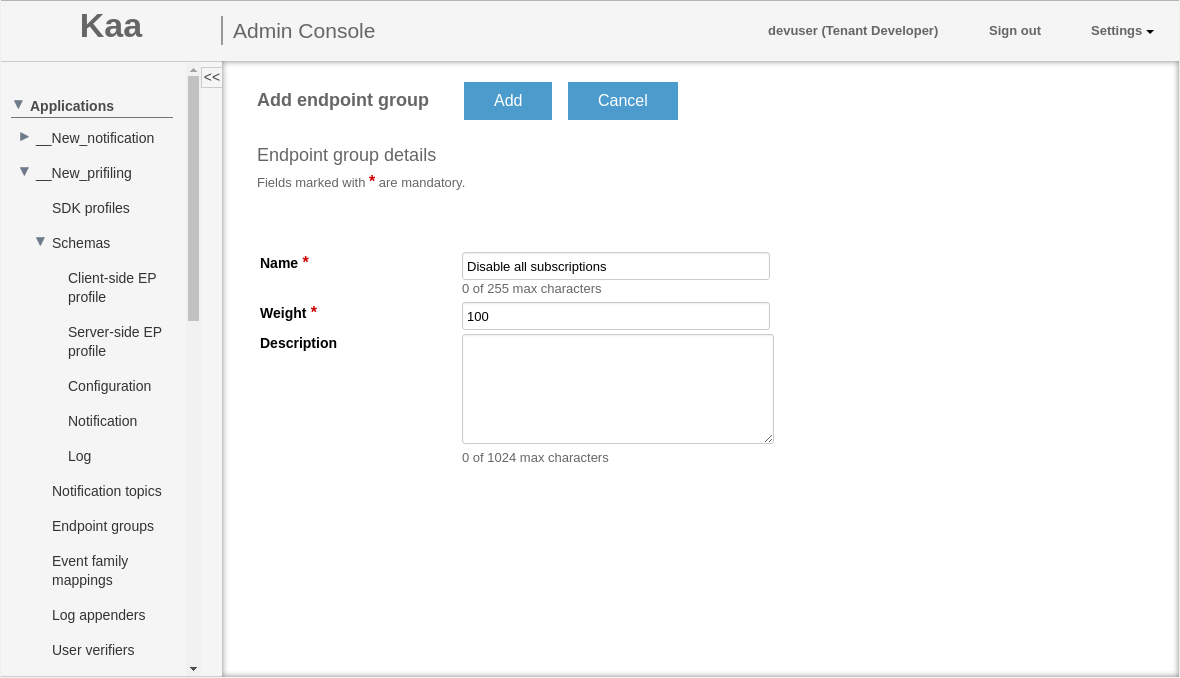 Kaa
Admin Console
devuser (Tenant Developer)
Sign out
Settings
<<
Applications
__New_notification
__New_prifiling
SDK profiles
Schemas
Client-side EP
profile
Server-side EP
profile
Configuration
Notification
Log
Notification topics
Endpoint groups
Event family
mappings
Log appenders
User verifiers
Add endpoint group
Add
Cancel
Endpoint group details
Fields marked with * are mandatory.
Name *
Disable all subscriptions
0 of 255 max characters
Weight *
100
Description
0 of 1024 max characters